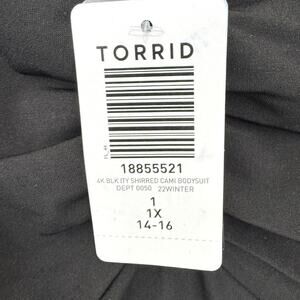 TORRID
18855521
4K BLK ITY SHIRRED CAMI BODYSUIT
DEPT 0050 22WINTER
1
1X
14-16